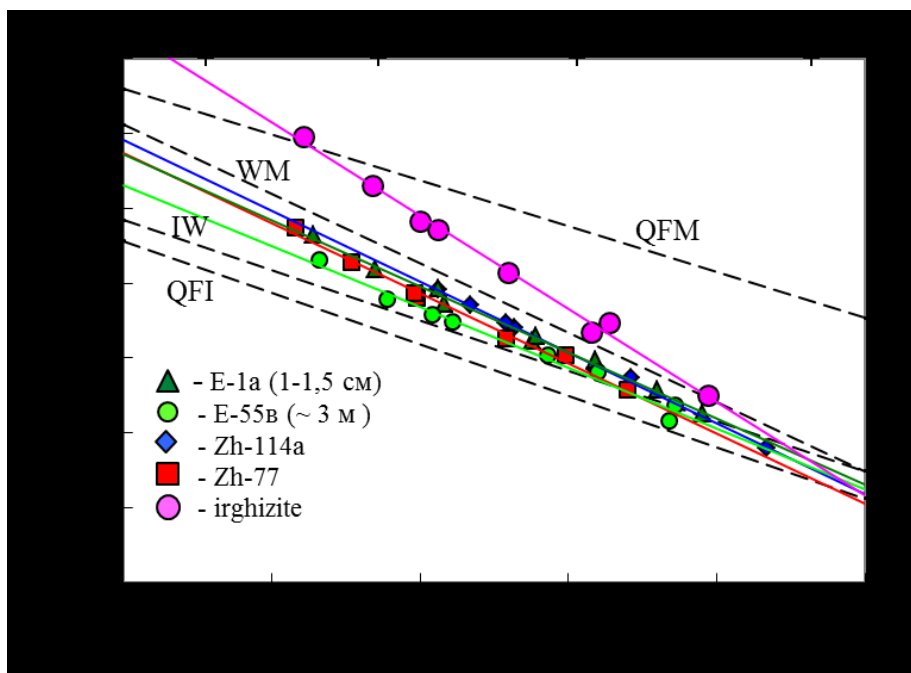 WM
QFM
IW
QFI
- E-1a (1-1,5 см)
- E-55в (~ 3 м )
- Zh-114a
- Zh-77
- irghizite